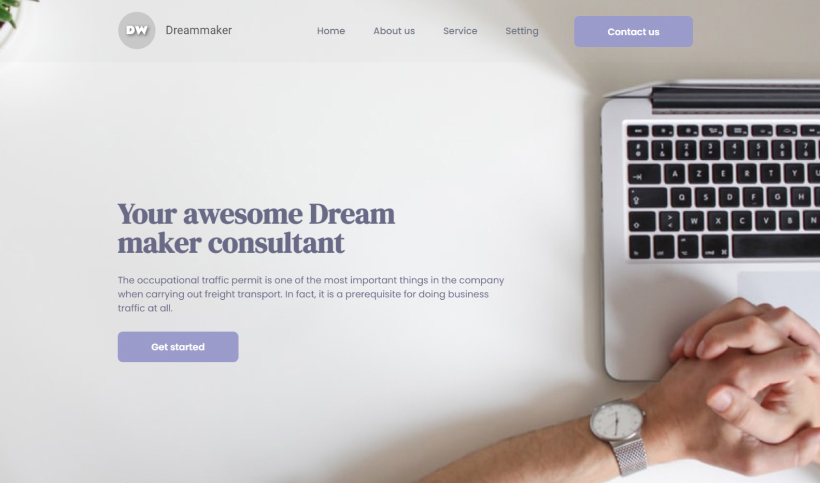 DW Dreammaker Home About us Service Setting Contact us
Your awesome Dream
maker consultant
The occupational traffic permit is one of the most important things in the company
when carrying out freight transport. In fact, it is a prerequisite for doing business
traffic at all.
Get started
A Z E R T Y U
Q S D F G H
W X C V B N